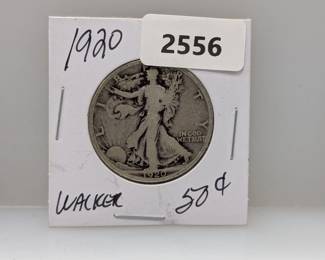 1920
2556
LIBERTY
IN GOD
WE TRUST
1920
WALKER 50¢